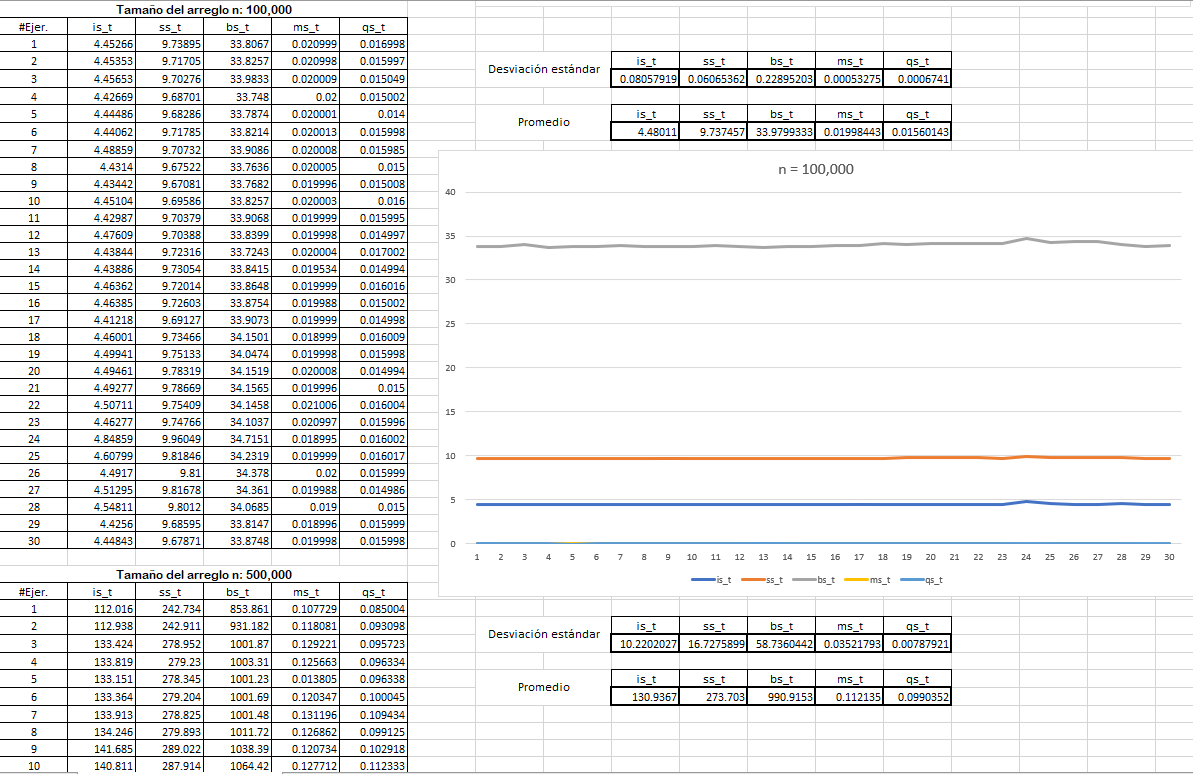 Tamaño del arreglo n: 100,000
#Ejer. is_t ss_t bs_t ms_t qs_t
1 4.45266 9.73895 33.8067 0.020999 0.016998
2 4.45353 9.71705 33.8257 0.020998 0.015997
3 4.45653 9.70276 33.9833 0.020009 0.015049
4 4.42669 9.68701 33.748 0.02 0.015002
5 4.44486 9.68286 33.7874 0.020001 0.014
6 4.44062 9.71785 33.8214 0.020013 0.015998
7 4.48859 9.70732 33.9086 0.020008 0.015985
8 4.4314 9.67522 33.7636 0.020005 0.015
9 4.43442 9.67081 33.7682 0.019996 0.015008
10 4.45104 9.69586 33.8257 0.020003 0.016
11 4.42987 9.70379 33.9068 0.019999 0.015995
12 4.47609 9.70388 33.8399 0.019998 0.014997
13 4.43844 9.72316 33.7243 0.020004 0.017002
14 4.43886 9.73054 33.8415 0.019534 0.014994
15 4.46362 9.72014 33.8648 0.019999 0.016016
16 4.46385 9.72603 33.8754 0.019988 0.015002
17 4.41218 9.69127 33.9073 0.019999 0.014998
18 4.46001 9.73466 34.1501 0.018999 0.016009
19 4.49941 9.75133 34.0474 0.019998 0.015998
20 4.49461 9.78319 34.1519 0.020008 0.014994
21 4.49277 9.78669 34.1565 0.019996 0.015
22 4.50711 9.75409 34.1458 0.021006 0.016004
23 4.46277 9.74766 34.1037 0.020997 0.015996
24 4.84859 9.96049 34.7151 0.018995 0.016002
25 4.60799 9.81846 34.2319 0.019999 0.016017
26 4.4917 9.81 34.378 0.02 0.015999
27 4.51295 9.81678 34.361 0.019988 0.014986
28 4.54811 9.8012 34.0685 0.019 0.015
29 4.4256 9.68595 33.8147 0.018996 0.015999
30 4.44843 9.67871 33.8748 0.019998 0.015998
Desviación estándar
is_t ss_t bs_t ms_t qs_t
0.08057919 0.06065362 0.22895203 0.00053275 0.0006741
Promedio
is_t ss_t bs_t ms_t qs_t
4.48011 9.737457 33.9799333 0.01998443 0.01560143
n = 100,000
40
35
30
25
20
15
10
5
0
1 2 3 4 5 6 7 8 9 10 11 12 13 14 15 16 17 18 19 20 21 22 23 24 25 26 27 28 29 30
is_t ss_t bs_t ms_t qs_t
Tamaño del arreglo n: 500,000
#Ejer. is_t ss_t bs_t ms_t qs_t
1 112.016 242.734 853.861 0.107729 0.085004
2 112.938 242.911 931.182 0.118081 0.093098
3 133.424 278.952 1001.87 0.129221 0.095723
4 133.819 279.23 1003.31 0.125663 0.096334
5 133.151 278.345 1001.23 0.013805 0.096338
6 133.364 279.204 1001.69 0.120347 0.100045
7 133.913 278.825 1001.48 0.131196 0.109434
8 134.246 279.893 1011.72 0.126862 0.099125
9 141.685 289.022 1038.39 0.120734 0.102918
10 140.811 287.914 1064.42 0.127712 0.112333
Desviación estándar
is_t ss_t bs_t ms_t qs_t
10.2202027 16.7275899 58.7360442 0.03521793 0.00787921
Promedio
is_t ss_t bs_t ms_t qs_t
130.9367 273.703 990.9153 0.112135 0.0990352